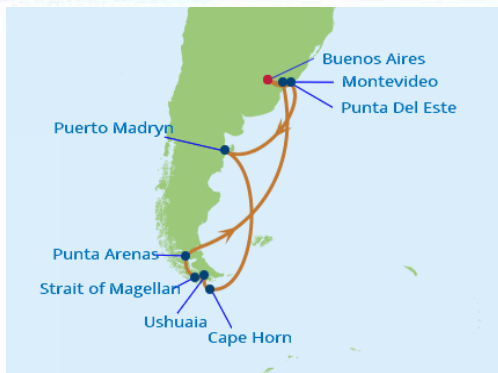 Buenos Aires
Montevideo
Punta Del Este
Puerto Madryn
Punta Arenas
Strait of Magellan
Ushuaia
Cape Horn